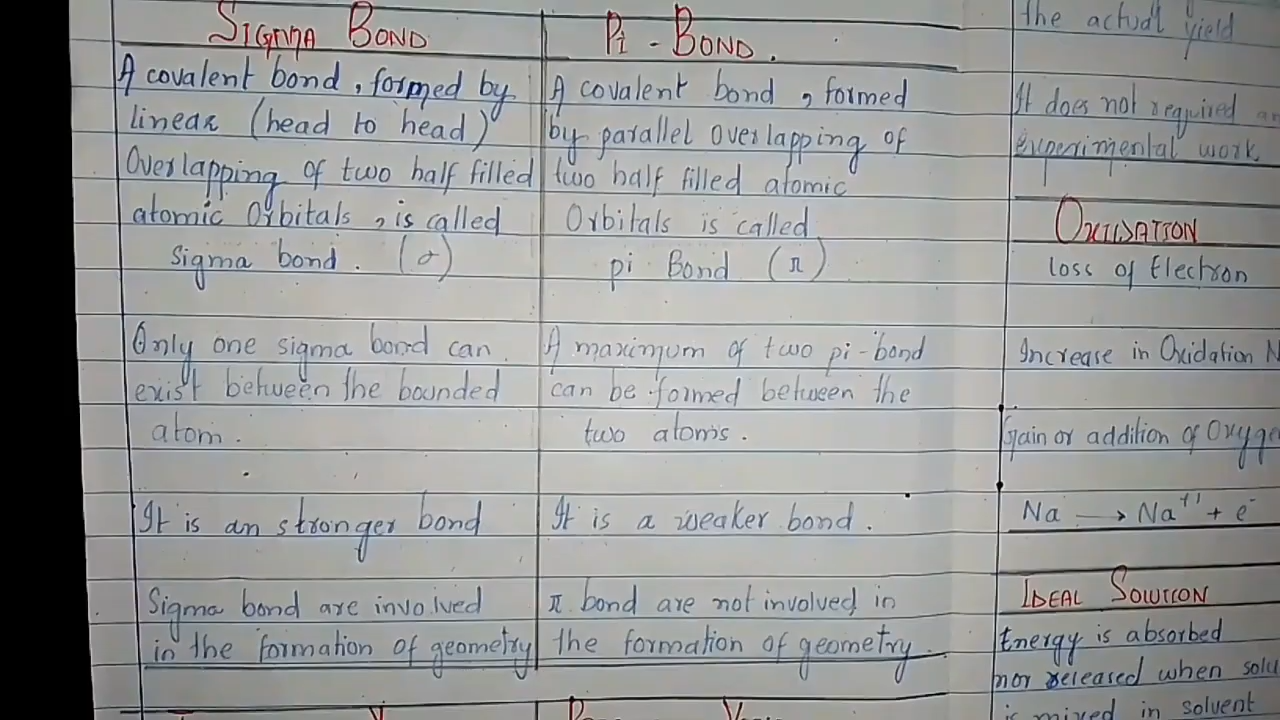 SIGMA BOND
A covalent bond, formed by
linear (head to head)
Overlapping of two half filled
atomic Orbitals, is called
Sigma bond. (σ)
Only one sigma bond can
exist between the bounded
atom.
It is an stronger bond
Sigma bond are involved
in the formation of geometry
Pi - BOND.
A covalent bond, formed
by parallel overlapping of
two half filled atomic
Orbitals is called
pi Bond (π)
A maximum of two pi-bond
can be formed between the
two atoms.
It is a weaker bond.
π bond are not involved in
the formation of geometry.
the actual yield
It does not required
experimental work
OXIDATION
loss of Electron
Increase in Oxidation N
gain or addition of Oxyge
Na → Na⁺¹ + e⁻
IDEAL SOLUTION
Energy is absorbed
nor released when solu
is mixed in solvent